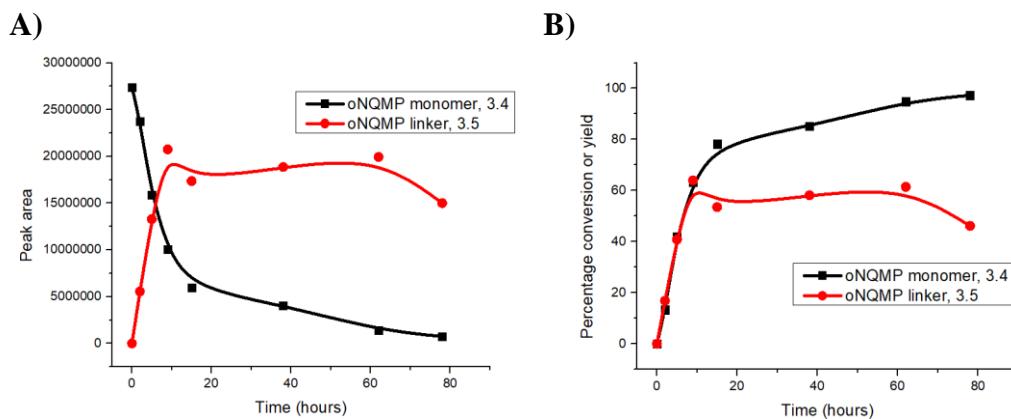 A)
30000000
25000000
20000000
15000000
10000000
5000000
0
Peak area
0 20 40 60 80
Time (hours)
oNQMP monomer, 3.4
oNQMP linker, 3.5
B)
100
80
60
40
20
0
Percentage conversion or yield
0 20 40 60 80
Time (hours)
oNQMP monomer, 3.4
oNQMP linker, 3.5